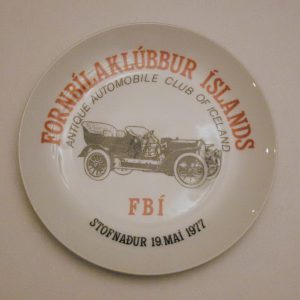 FORNBÍLAKLÚBBUR ÍSLANDS
ANTIQUE AUTOMOBILE CLUB OF ICELAND
FBÍ
STOFNAÐUR 19. MAÍ 1977